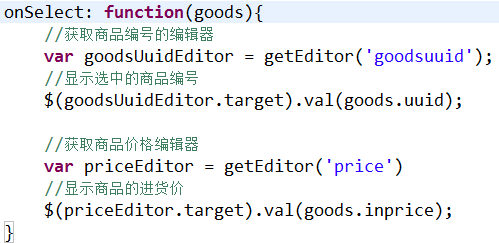 onSelect: function(goods){
//获取商品编号的编辑器
var goodsUuidEditor = getEditor('goodsuuid');
//显示选中的商品编号
$(goodsUuidEditor.target).val(goods.uuid);
//获取商品价格编辑器
var priceEditor = getEditor('price')
//显示商品的进货价
$(priceEditor.target).val(goods.inprice);
}